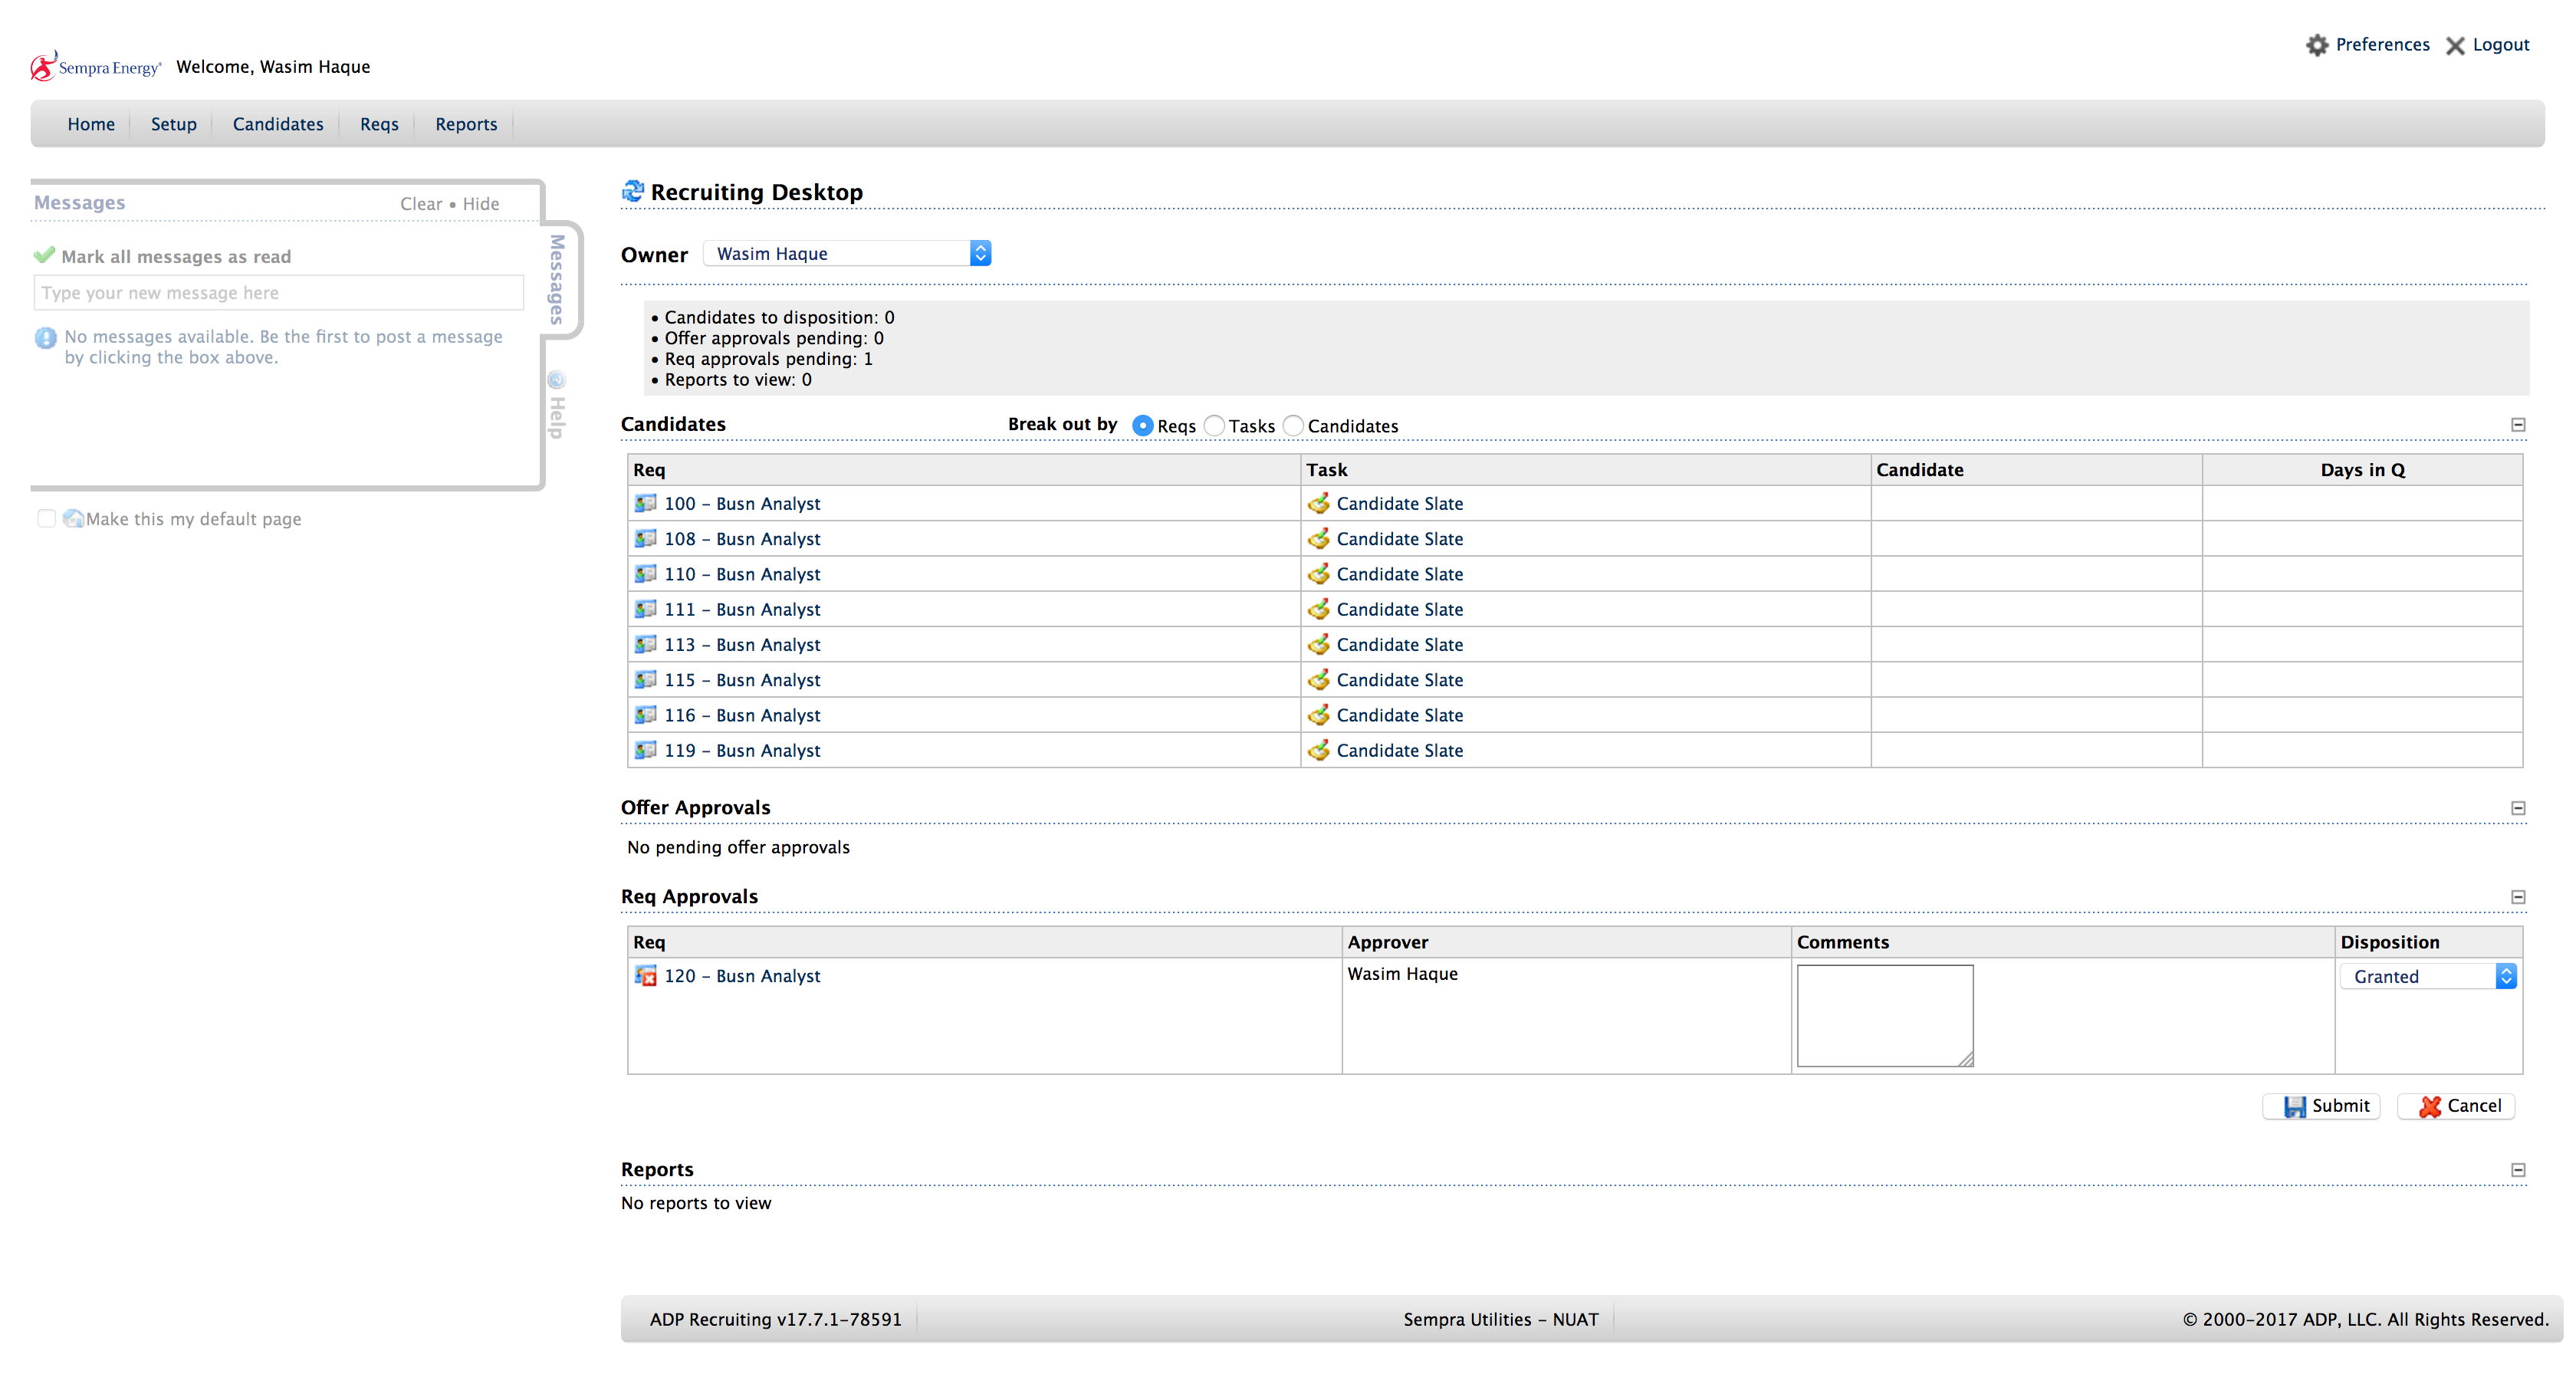 Preferences Logout
Sempra Energy® Welcome, Wasim Haque
Home Setup Candidates Reqs Reports
Messages Clear • Hide
Mark all messages as read
Type your new message here
No messages available. Be the first to post a message
by clicking the box above.
Messages
Help
Make this my default page
Recruiting Desktop
Owner Wasim Haque
• Candidates to disposition: 0
• Offer approvals pending: 0
• Req approvals pending: 1
• Reports to view: 0
Candidates Break out by Reqs Tasks Candidates
Req Task Candidate Days in Q
100 – Busn Analyst Candidate Slate
108 – Busn Analyst Candidate Slate
110 – Busn Analyst Candidate Slate
111 – Busn Analyst Candidate Slate
113 – Busn Analyst Candidate Slate
115 – Busn Analyst Candidate Slate
116 – Busn Analyst Candidate Slate
119 – Busn Analyst Candidate Slate
Offer Approvals
No pending offer approvals
Req Approvals
Req Approver Comments Disposition
120 – Busn Analyst Wasim Haque Granted
Submit Cancel
Reports
No reports to view
ADP Recruiting v17.7.1-78591 Sempra Utilities – NUAT © 2000-2017 ADP, LLC. All Rights Reserved.